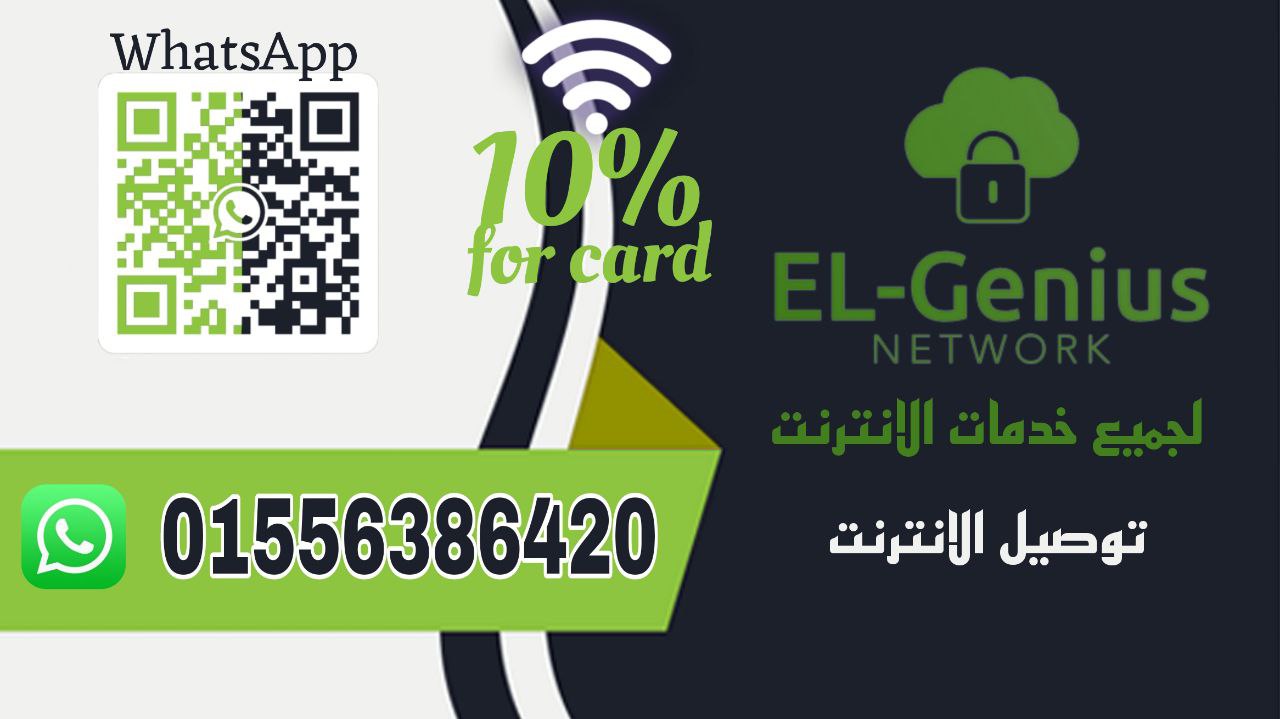 WhatsApp
10%
for card
EL-Genius
NETWORK
لجميع خدمات الانترنت
توصيل الانترنت
01556386420